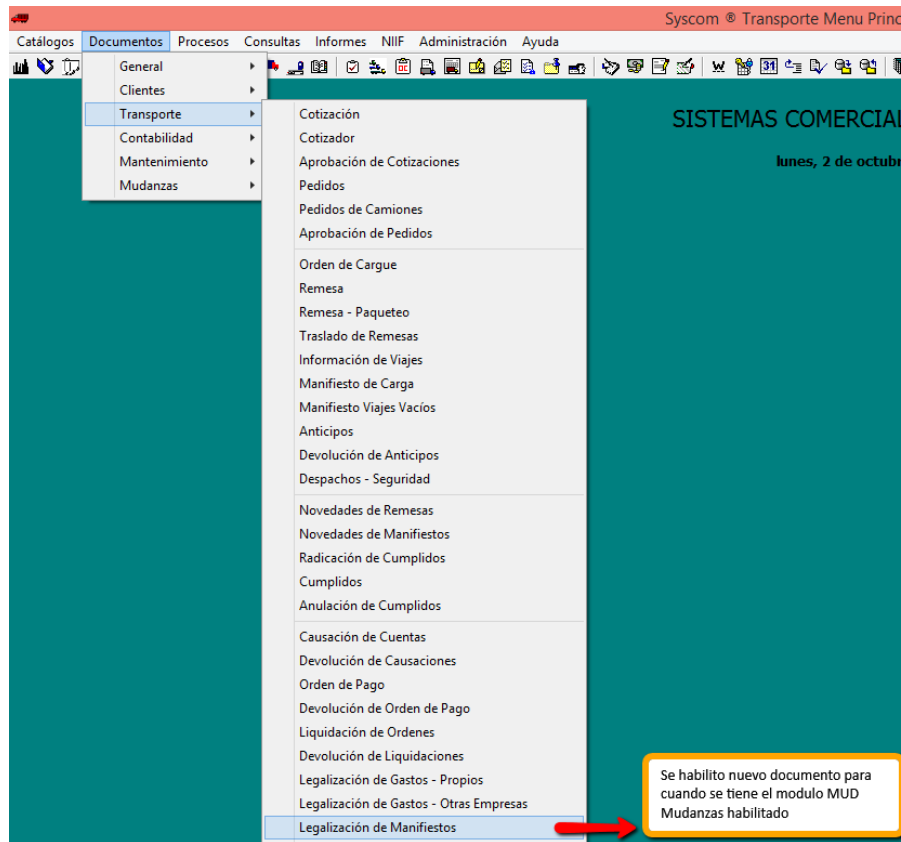 Syscom ® Transporte Menu Princ
Catálogos Documentos Procesos Consultas Informes NIIF Administración Ayuda
General
Clientes
Transporte
Contabilidad
Mantenimiento
Mudanzas
Cotización
Cotizador
Aprobación de Cotizaciones
Pedidos
Pedidos de Camiones
Aprobación de Pedidos
Orden de Cargue
Remesa
Remesa - Paqueteo
Traslado de Remesas
Información de Viajes
Manifiesto de Carga
Manifiesto Viajes Vacíos
Anticipos
Devolución de Anticipos
Despachos - Seguridad
Novedades de Remesas
Novedades de Manifiestos
Radicación de Cumplidos
Cumplidos
Anulación de Cumplidos
Causación de Cuentas
Devolución de Causaciones
Orden de Pago
Devolución de Orden de Pago
Liquidación de Ordenes
Devolución de Liquidaciones
Legalización de Gastos - Propios
Legalización de Gastos - Otras Empresas
Legalización de Manifiestos
SISTEMAS COMERCIAL
lunes, 2 de octubr
Se habilito nuevo documento para
cuando se tiene el modulo MUD
Mudanzas habilitado